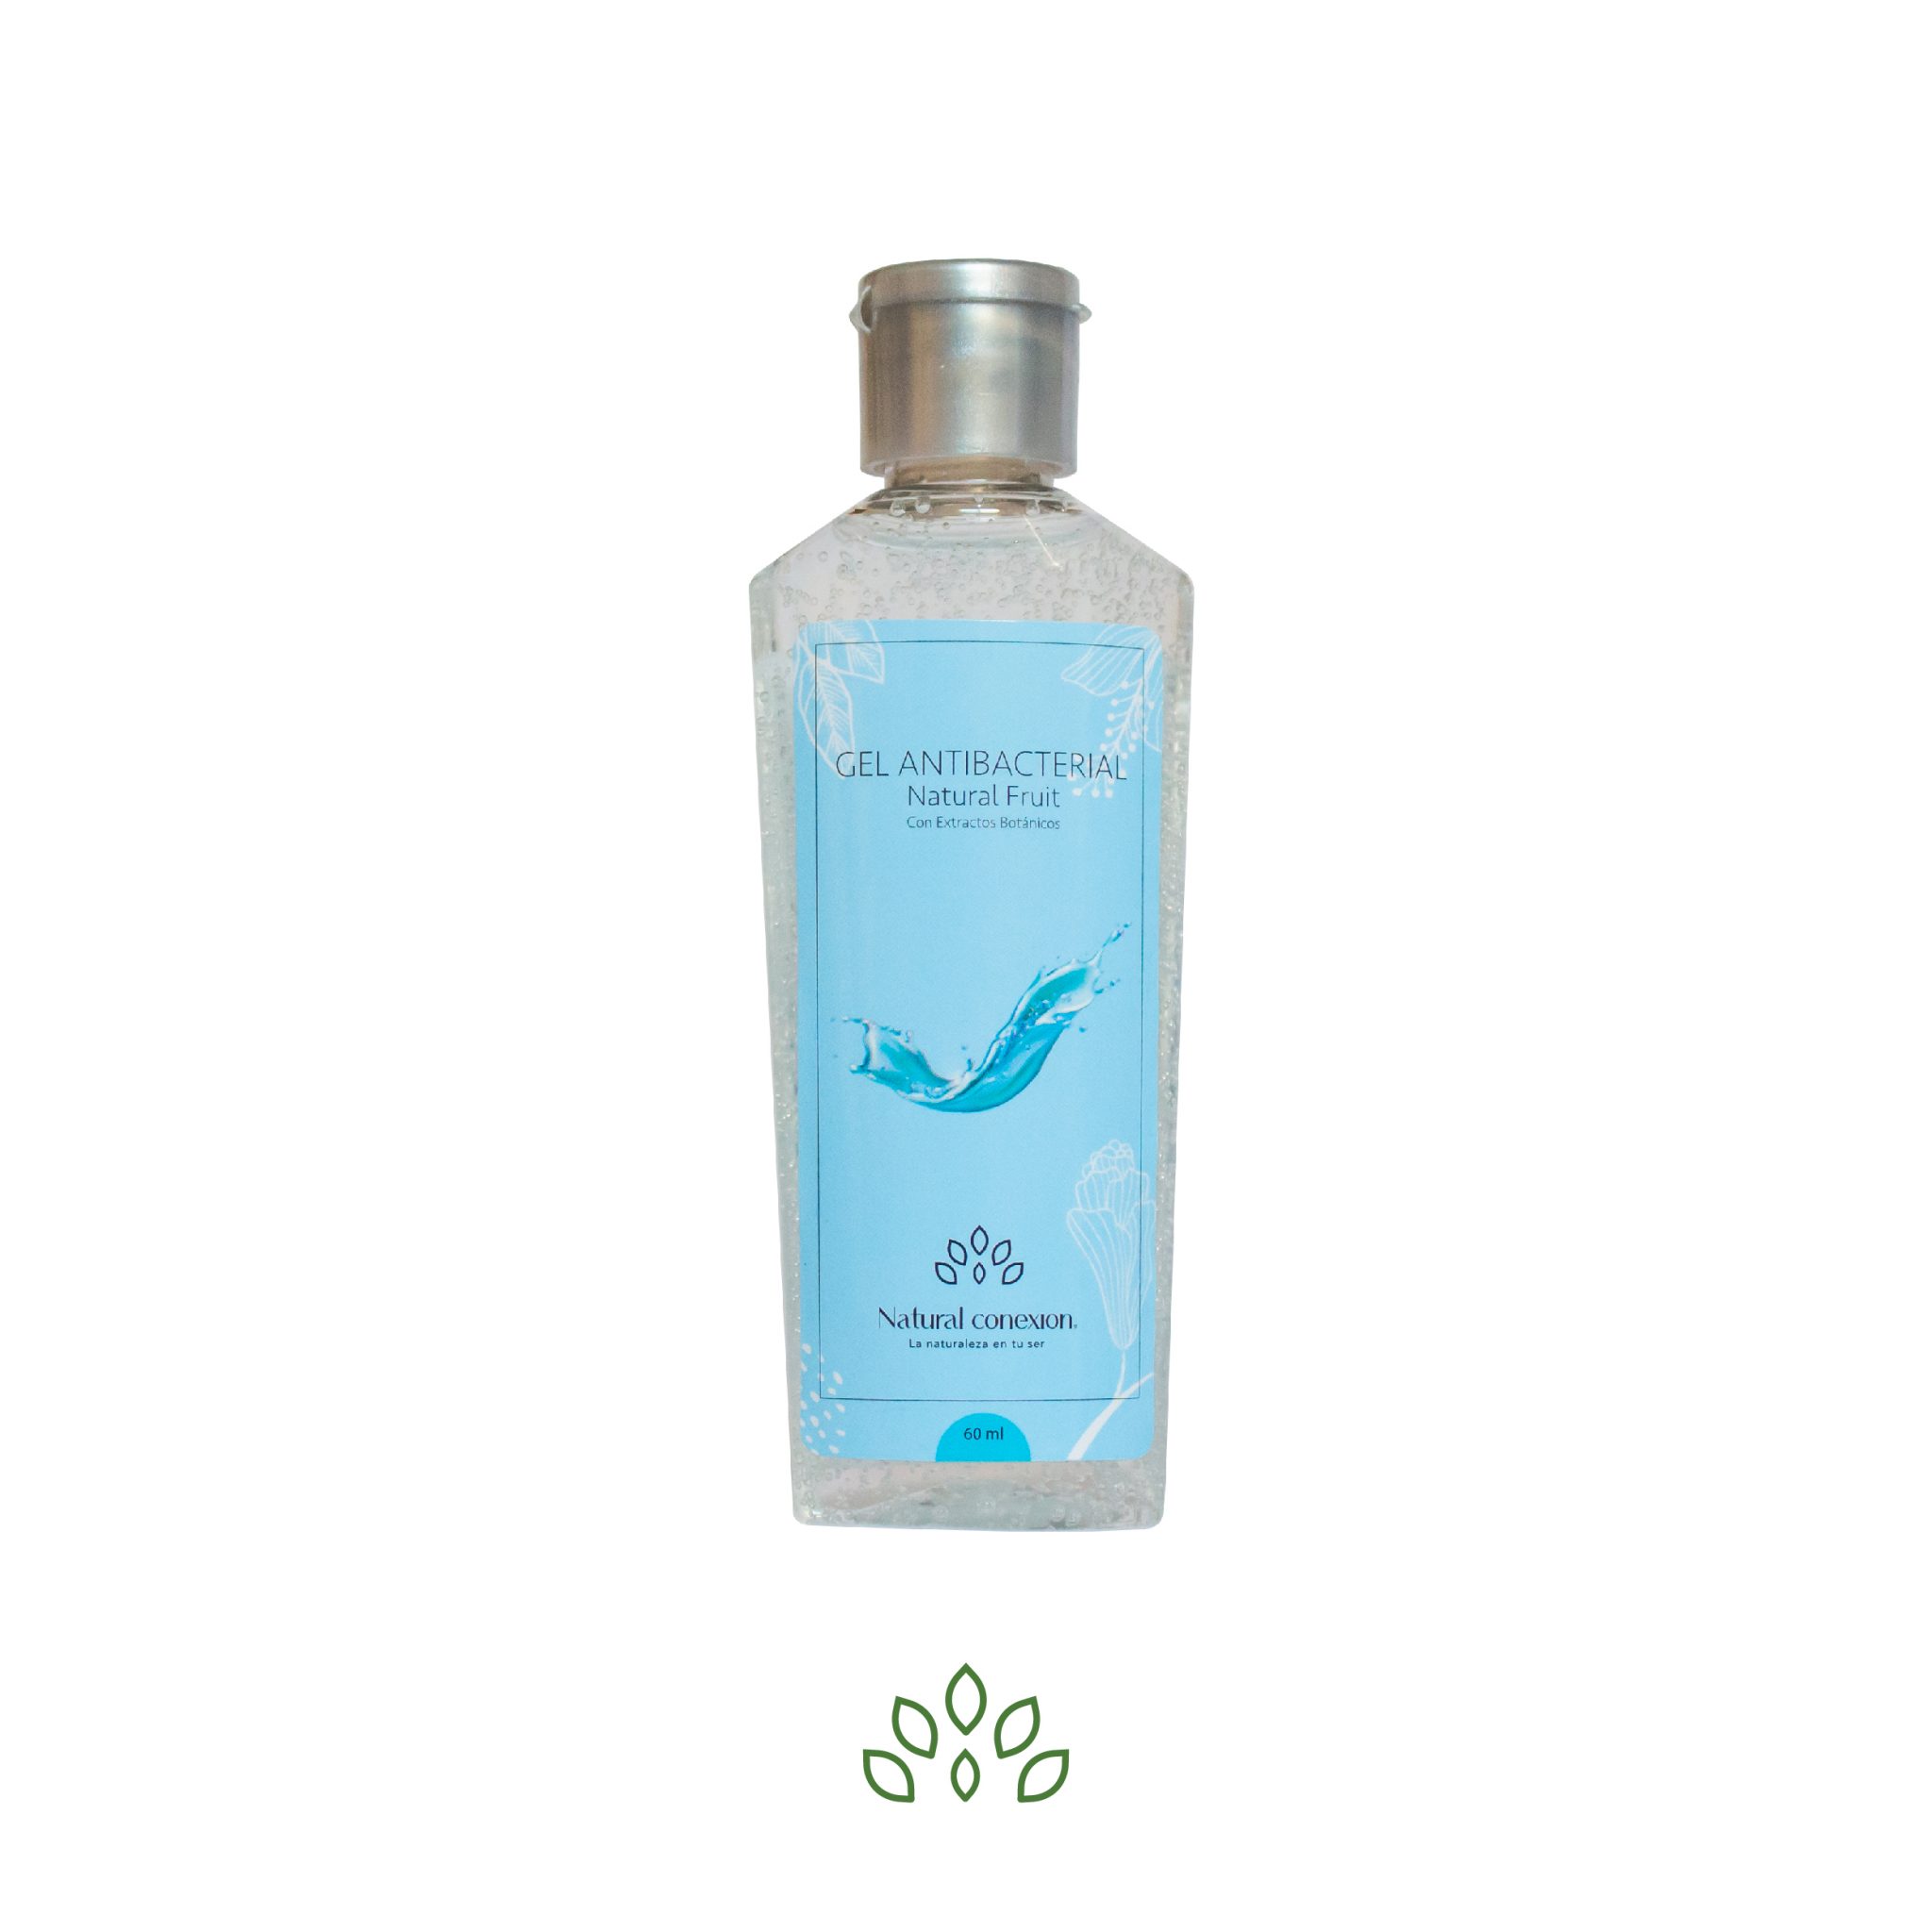 GEL ANTIBACTERIAL
Natural Fruit
Con Extractos Botánicos
Natural conexion®
La naturaleza en tu ser
60 ml